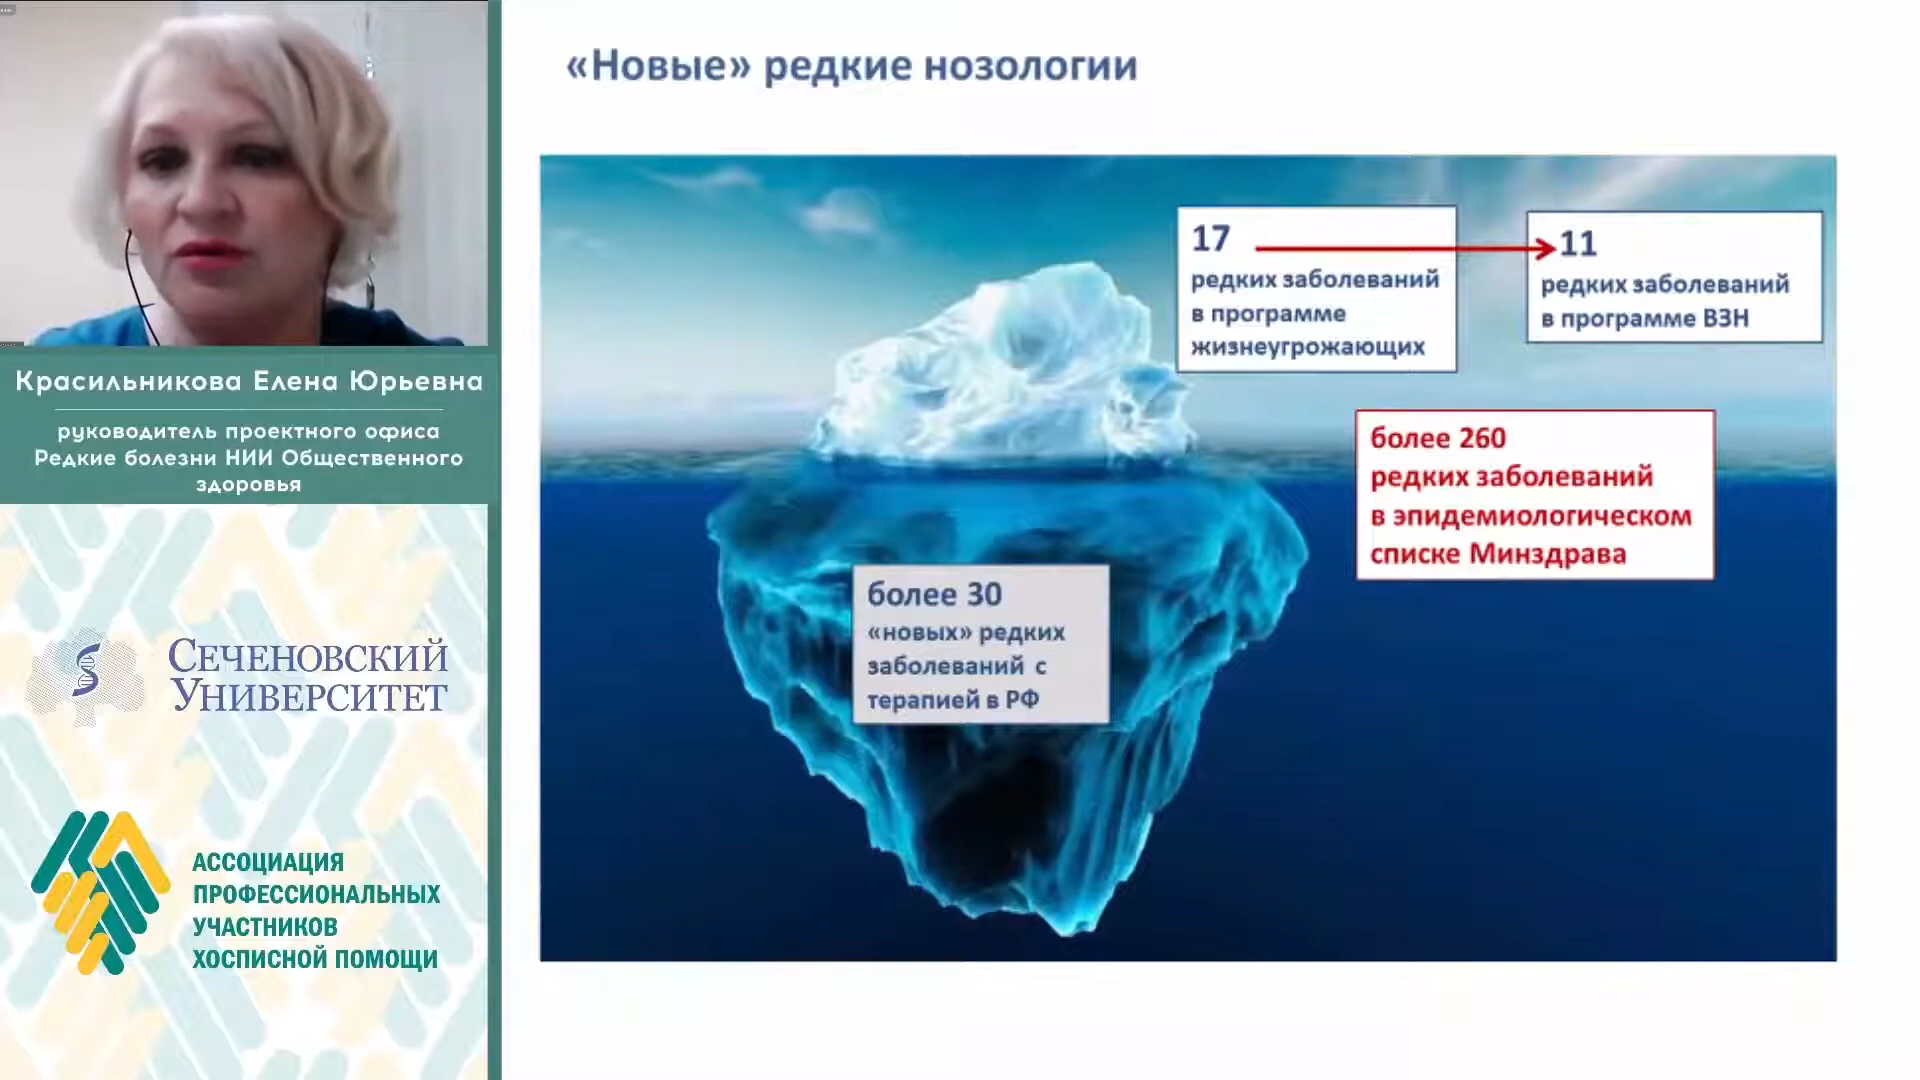 Красильникова Елена Юрьевна
руководитель проектного офиса
Редкие болезни НИИ Общественного
здоровья
СЕЧЕНОВСКИЙ
УНИВЕРСИТЕТ
АССОЦИАЦИЯ
ПРОФЕССИОНАЛЬНЫХ
УЧАСТНИКОВ
ХОСПИСНОЙ ПОМОЩИ
«Новые» редкие нозологии
17
редких заболеваний
в программе
жизнеугрожающих
11
редких заболеваний
в программе ВЗН
более 260
редких заболеваний
в эпидемиологическом
списке Минздрава
более 30
«новых» редких
заболеваний с
терапией в РФ